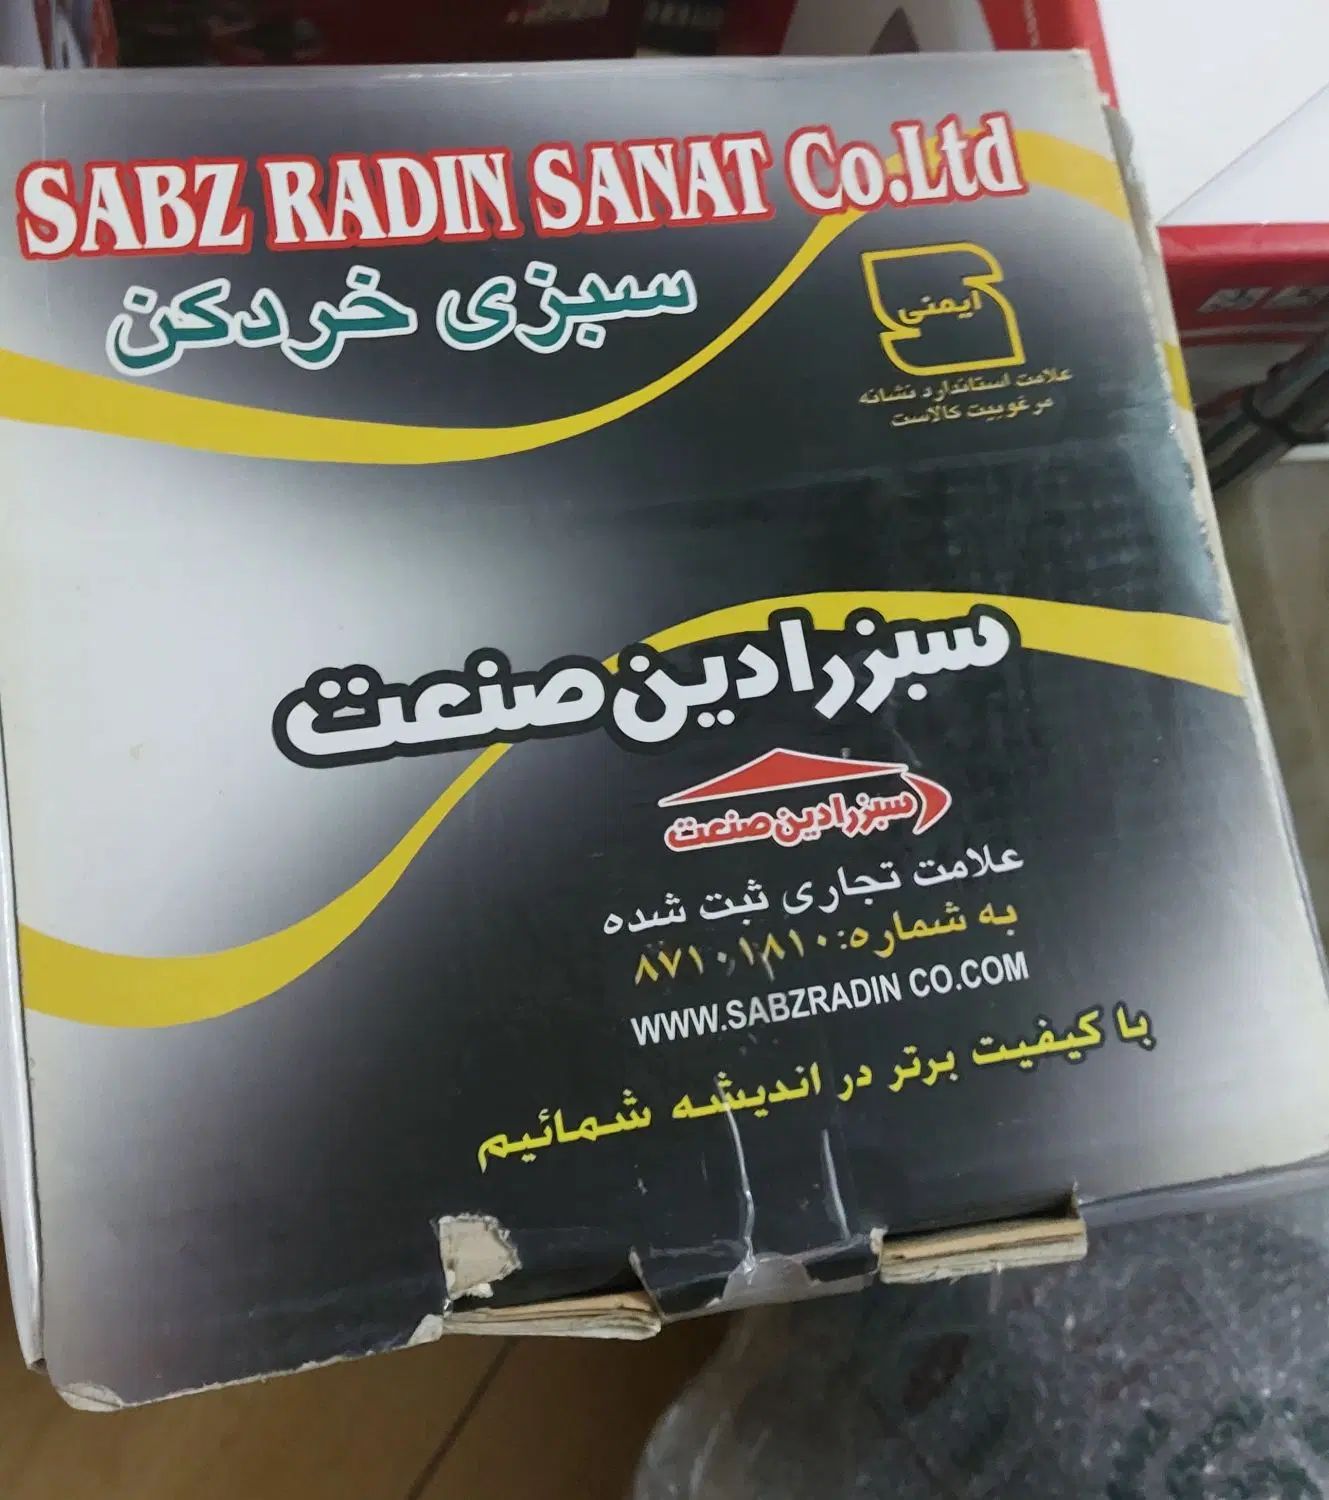 SABZ RADIN SANAT Co.Ltd
سبزی خردکن
ایمنی
علامت استاندارد نشانه
مرغوبیت کالاست
سبزرادین صنعت
سبزرادین صنعت
علامت تجاری ثبت شده
به شماره: ۸۷۱۰۱۸۱۰
WWW.SABZRADIN CO.COM
با کیفیت برتر در اندیشه شمائیم